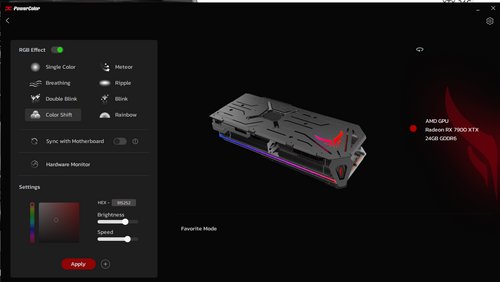 PowerColor
RGB Effect
Single Color
Meteor
Breathing
Ripple
Double Blink
Blink
Color Shift
Rainbow
Sync with Motherboard
Hardware Monitor
Settings
HEX -
Brightness
Speed
Apply
Favorite Mode
AMD GPU
Radeon RX 7900 XTX
24GB GDDR6